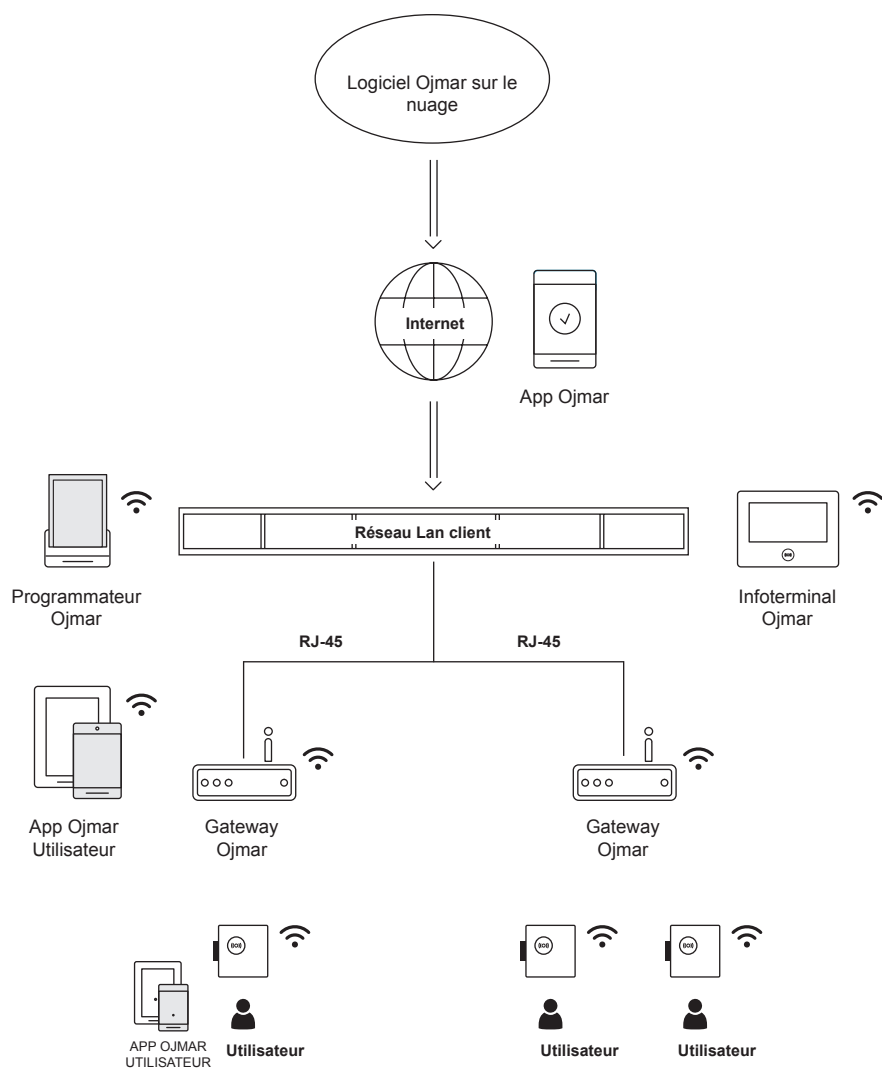 Logiciel Ojmar sur le
nuage
Internet
App Ojmar
Réseau Lan client
Programmateur
Ojmar
Infoterminal
Ojmar
RJ-45
RJ-45
App Ojmar
Utilisateur
Gateway
Ojmar
Gateway
Ojmar
APP OJMAR
UTILISATEUR
Utilisateur
Utilisateur
Utilisateur